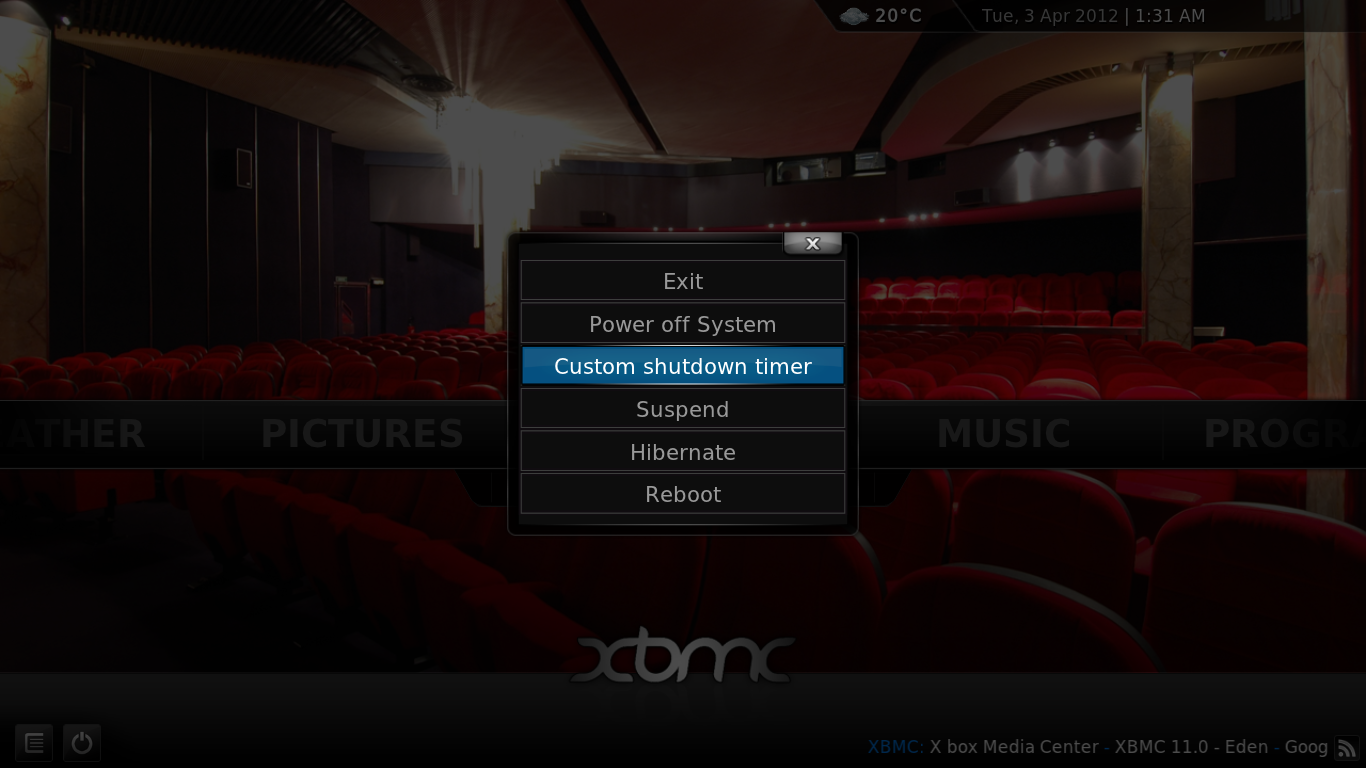 20°C
Tue, 3 Apr 2012 | 1:31 AM
x
Exit
Power off System
Custom shutdown timer
Suspend
Hibernate
Reboot
ATHER PICTURES MUSIC PROGRA
xbmc
XBMC: X box Media Center - XBMC 11.0 - Eden - Goog